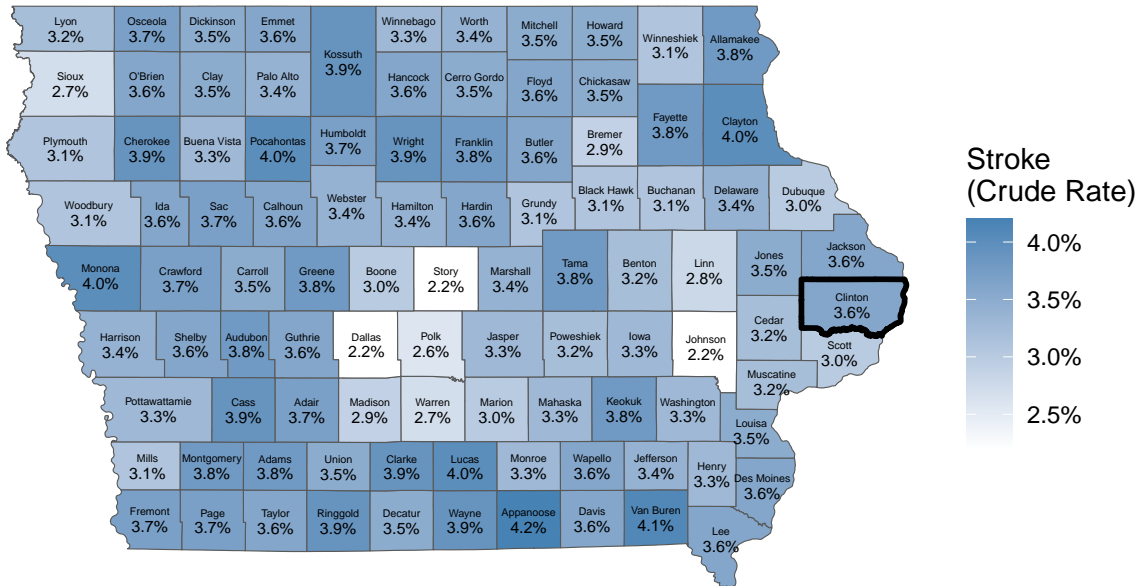 Lyon
3.2%
Osceola
3.7%
Dickinson
3.5%
Emmet
3.6%
Kossuth
3.9%
Winnebago
3.3%
Worth
3.4%
Mitchell
3.5%
Howard
3.5%
Winneshiek
3.1%
Allamakee
3.8%
Sioux
2.7%
O'Brien
3.6%
Clay
3.5%
Palo Alto
3.4%
Hancock
3.6%
Cerro Gordo
3.5%
Floyd
3.6%
Chickasaw
3.5%
Fayette
3.8%
Clayton
4.0%
Plymouth
3.1%
Cherokee
3.9%
Buena Vista
3.3%
Pocahontas
4.0%
Humboldt
3.7%
Wright
3.9%
Franklin
3.8%
Butler
3.6%
Bremer
2.9%
Woodbury
3.1%
Ida
3.6%
Sac
3.7%
Calhoun
3.6%
Webster
3.4%
Hamilton
3.4%
Hardin
3.6%
Grundy
3.1%
Black Hawk
3.1%
Buchanan
3.1%
Delaware
3.4%
Dubuque
3.0%
Monona
4.0%
Crawford
3.7%
Carroll
3.5%
Greene
3.8%
Boone
3.0%
Story
2.2%
Marshall
3.4%
Tama
3.8%
Benton
3.2%
Linn
2.8%
Jones
3.5%
Jackson
3.6%
Clinton
3.6%
Harrison
3.4%
Shelby
3.6%
Audubon
3.8%
Guthrie
3.6%
Dallas
2.2%
Polk
2.6%
Jasper
3.3%
Poweshiek
3.2%
Iowa
3.3%
Johnson
2.2%
Cedar
3.2%
Scott
3.0%
Muscatine
3.2%
Pottawattamie
3.3%
Cass
3.9%
Adair
3.7%
Madison
2.9%
Warren
2.7%
Marion
3.0%
Mahaska
3.3%
Keokuk
3.8%
Washington
3.3%
Louisa
3.5%
Mills
3.1%
Montgomery
3.8%
Adams
3.8%
Union
3.5%
Clarke
3.9%
Lucas
4.0%
Monroe
3.3%
Wapello
3.6%
Jefferson
3.4%
Henry
3.3%
Des Moines
3.6%
Fremont
3.7%
Page
3.7%
Taylor
3.6%
Ringgold
3.9%
Decatur
3.5%
Wayne
3.9%
Appanoose
4.2%
Davis
3.6%
Van Buren
4.1%
Lee
3.6%
Stroke
(Crude Rate)
4.0%
3.5%
3.0%
2.5%